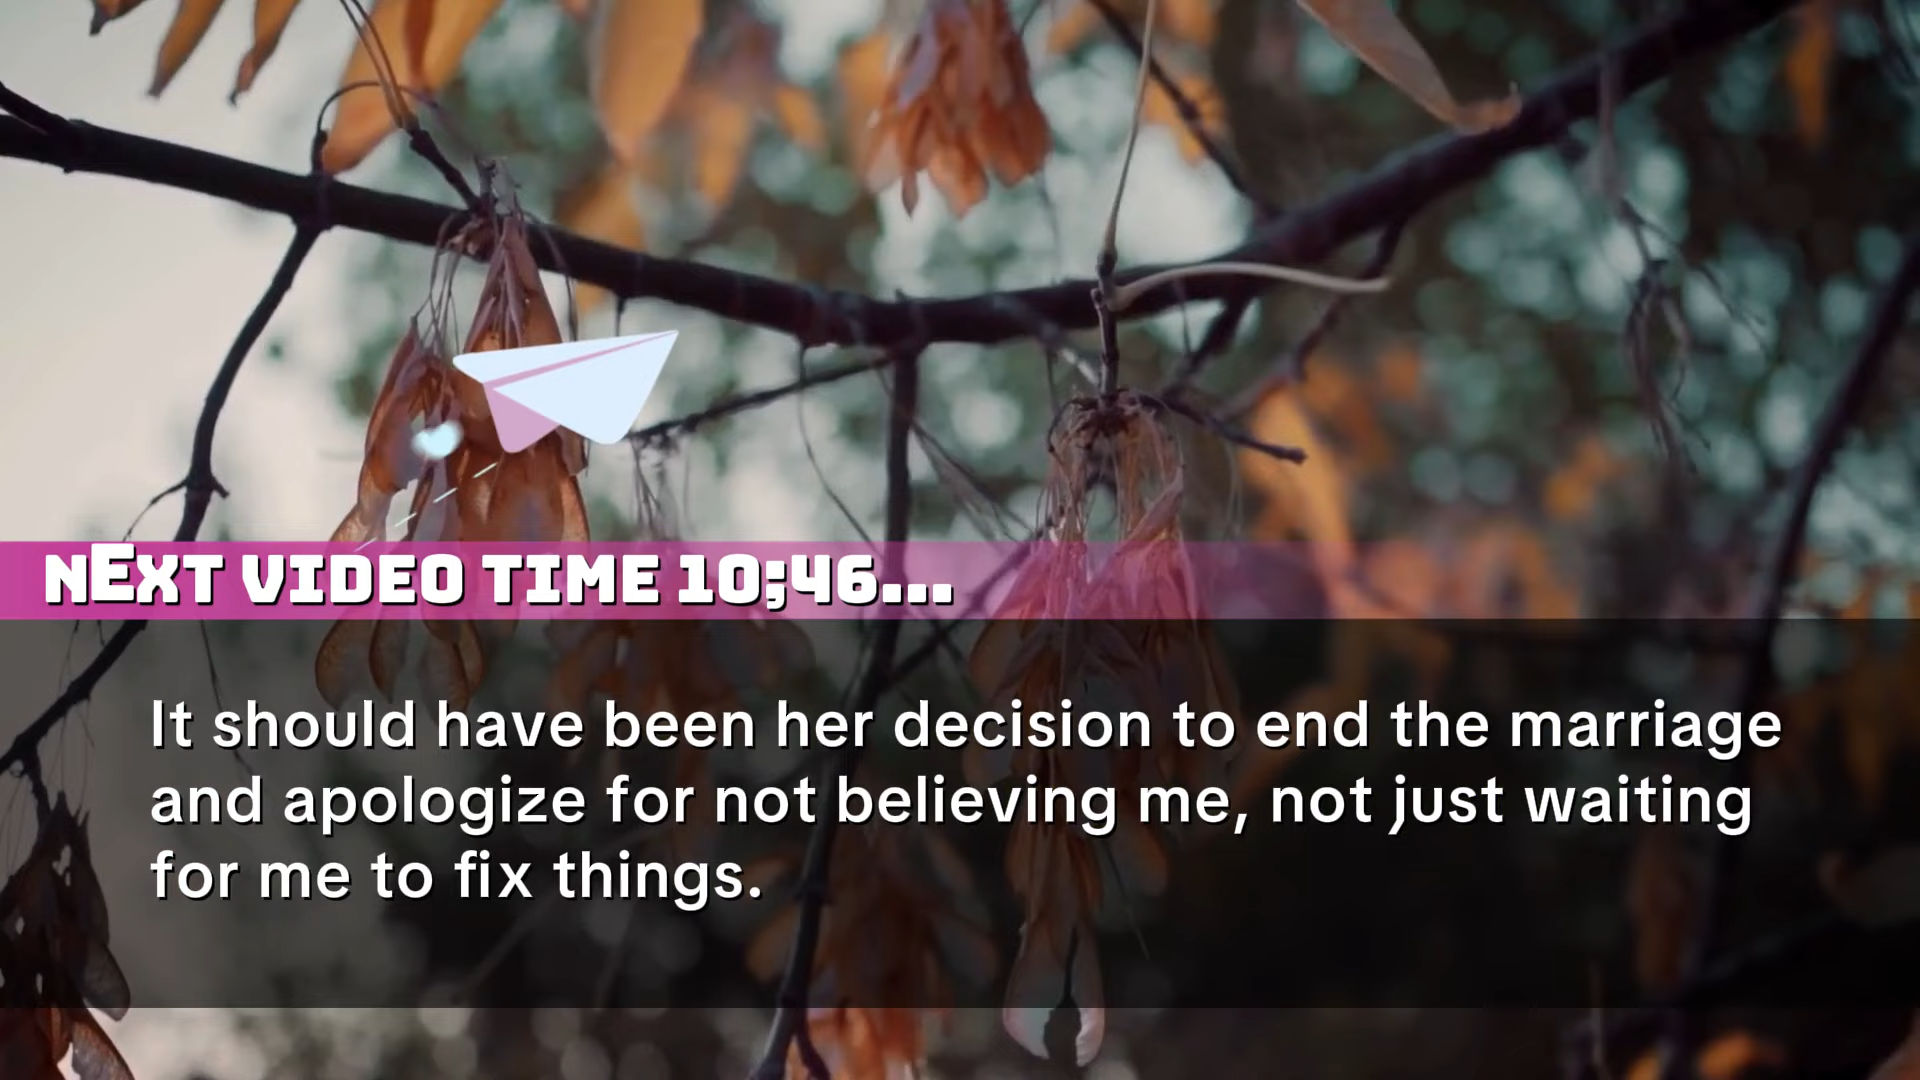 NEXT VIDEO TIME 10;46...
It should have been her decision to end the marriage
and apologize for not believing me, not just waiting
for me to fix things.